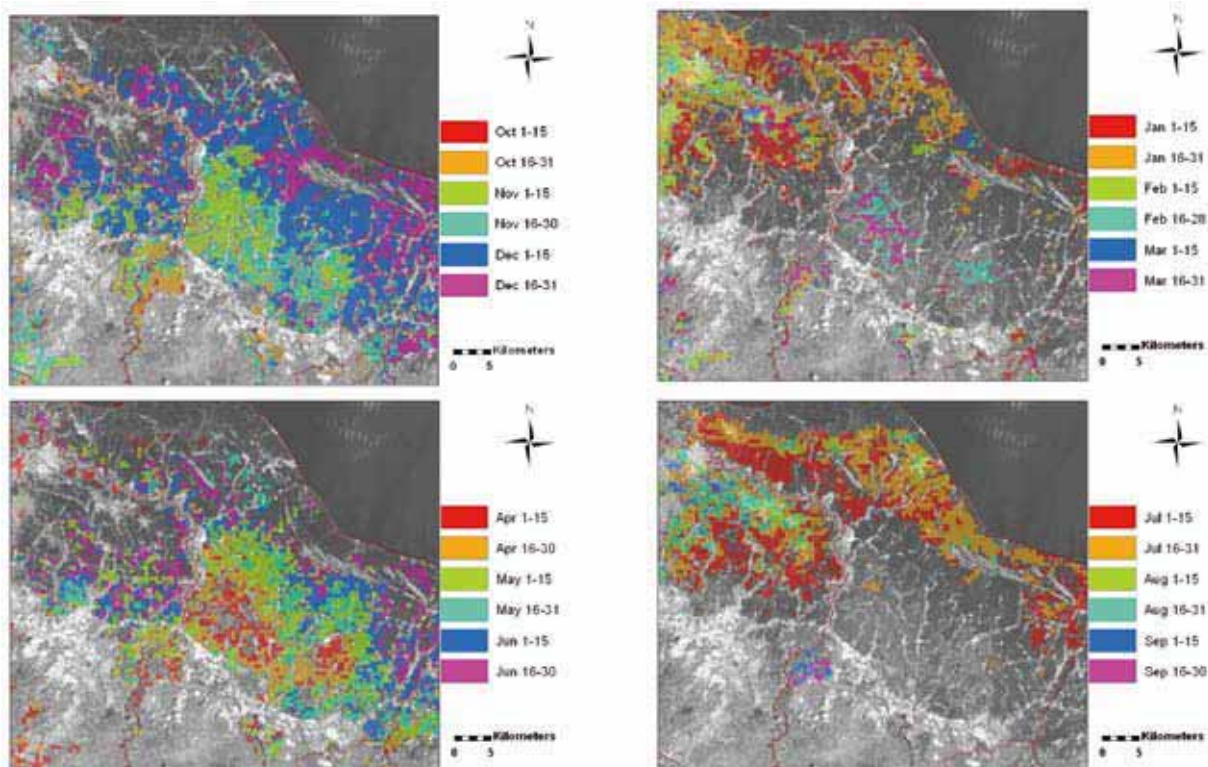 N
Oct 1-15
Oct 16-31
Nov 1-15
Nov 16-30
Dec 1-15
Dec 16-31
Kilometers
0 5
N
Jan 1-15
Jan 16-31
Feb 1-15
Feb 16-28
Mar 1-15
Mar 16-31
Kilometers
0 5
N
Apr 1-15
Apr 16-30
May 1-15
May 16-31
Jun 1-15
Jun 16-30
Kilometers
0 5
N
Jul 1-15
Jul 16-31
Aug 1-15
Aug 16-31
Sep 1-15
Sep 16-30
Kilometers
0 5